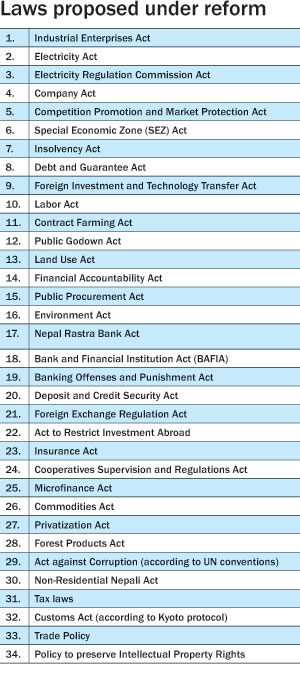 Laws proposed under reform
1. Industrial Enterprises Act
2. Electricity Act
3. Electricity Regulation Commission Act
4. Company Act
5. Competition Promotion and Market Protection Act
6. Special Economic Zone (SEZ) Act
7. Insolvency Act
8. Debt and Guarantee Act
9. Foreign Investment and Technology Transfer Act
10. Labor Act
11. Contract Farming Act
12. Public Godown Act
13. Land Use Act
14. Financial Accountability Act
15. Public Procurement Act
16. Environment Act
17. Nepal Rastra Bank Act
18. Bank and Financial Institution Act (BAFIA)
19. Banking Offenses and Punishment Act
20. Deposit and Credit Security Act
21. Foreign Exchange Regulation Act
22. Act to Restrict Investment Abroad
23. Insurance Act
24. Cooperatives Supervision and Regulations Act
25. Microfinance Act
26. Commodities Act
27. Privatization Act
28. Forest Products Act
29. Act against Corruption (according to UN conventions)
30. Non-Residential Nepali Act
31. Tax laws
32. Customs Act (according to Kyoto protocol)
33. Trade Policy
34. Policy to preserve Intellectual Property Rights